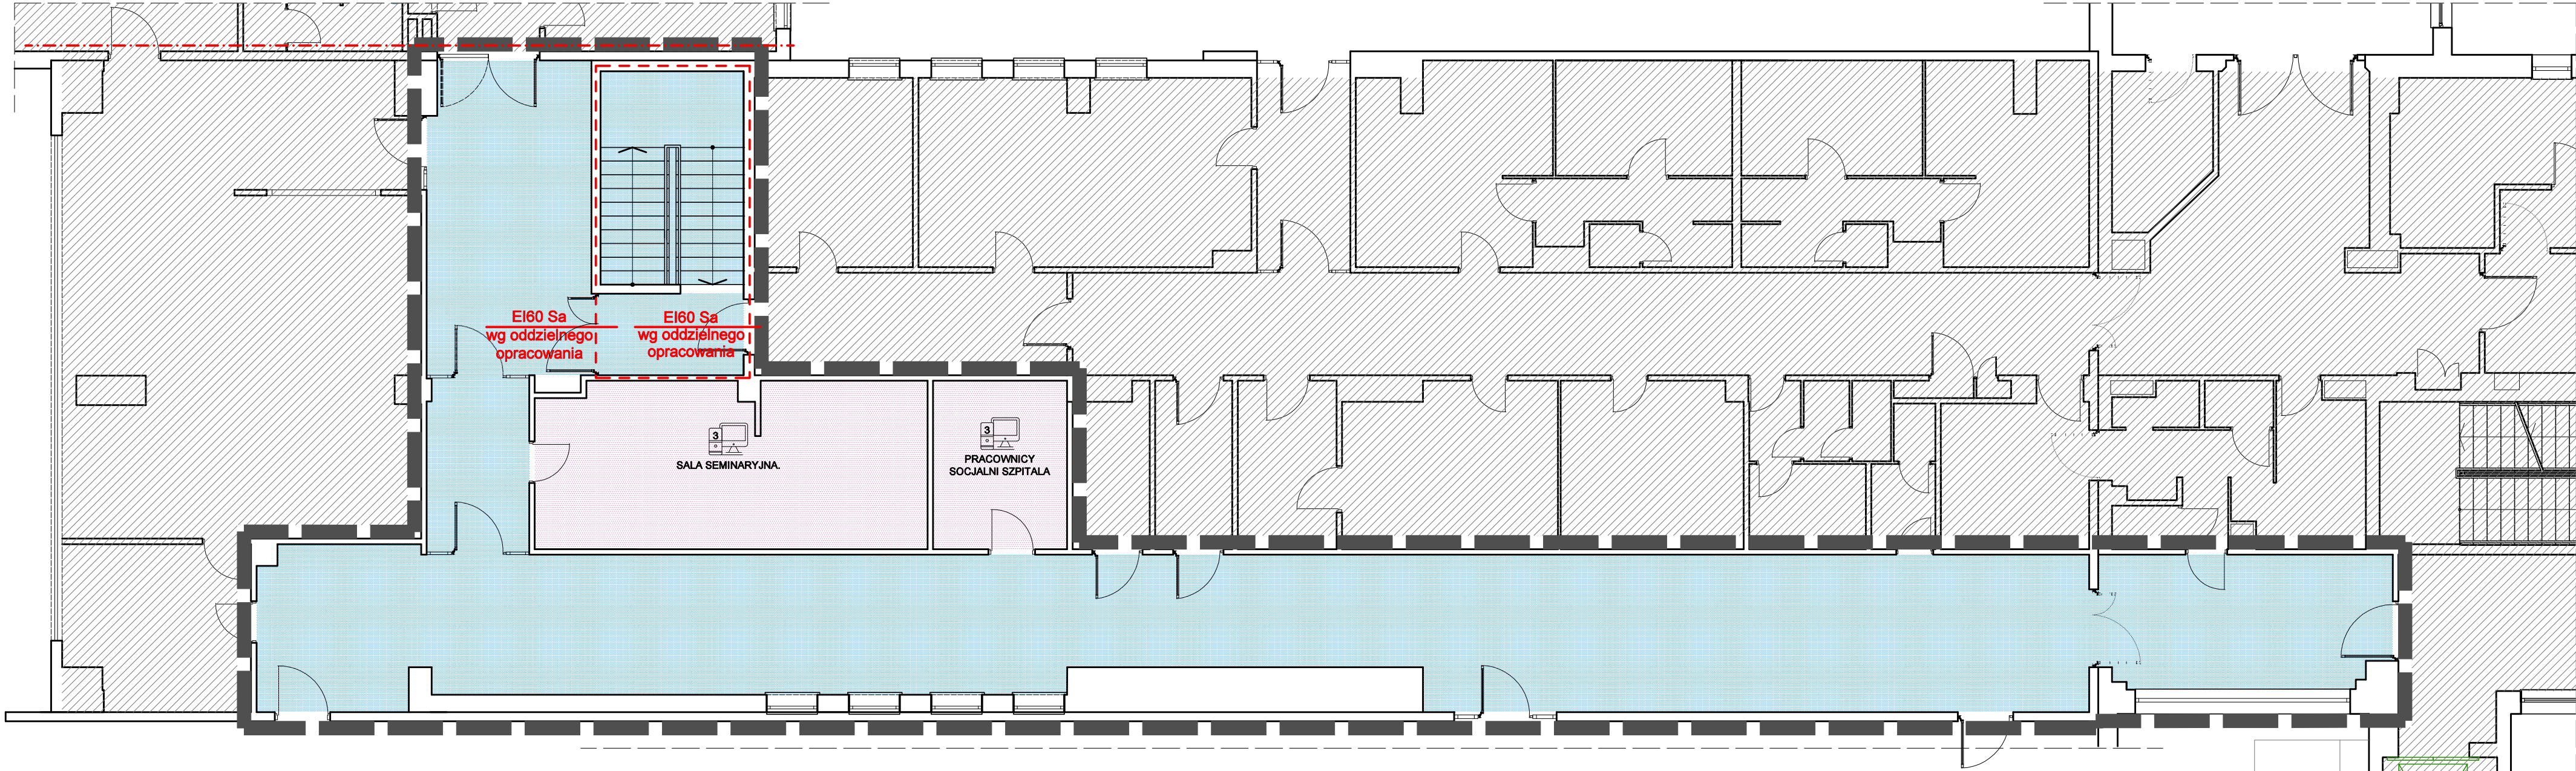 EI60 Sa
wg oddzielnego
opracowania
EI60 Sa
wg oddzielnego
opracowania
3
SALA SEMINARYJNA.
3
PRACOWNICY
SOCJALNI SZPITALA